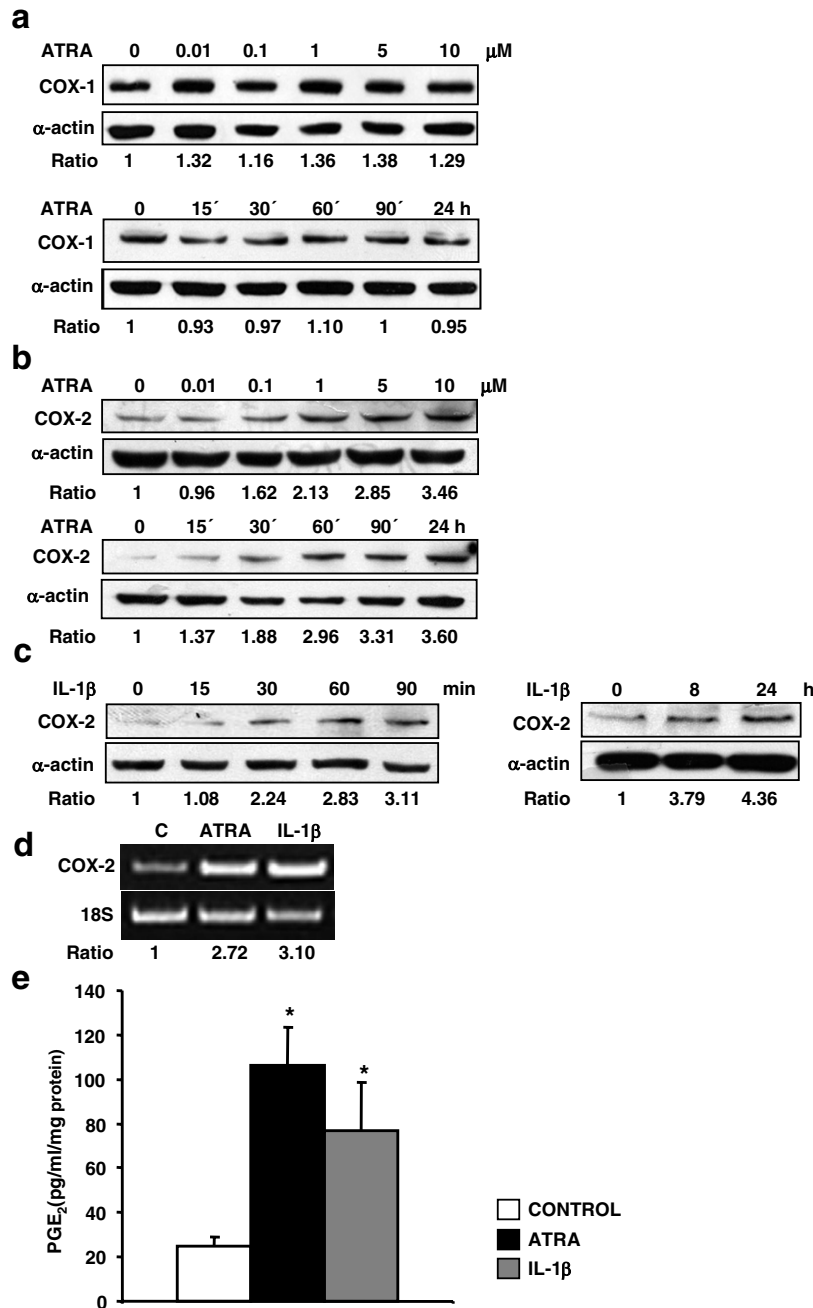 a
ATRA 0 0.01 0.1 1 5 10 μM
COX-1
α-actin
Ratio 1 1.32 1.16 1.36 1.38 1.29
ATRA 0 15´ 30´ 60´ 90´ 24 h
COX-1
α-actin
Ratio 1 0.93 0.97 1.10 1 0.95
b
ATRA 0 0.01 0.1 1 5 10 μM
COX-2
α-actin
Ratio 1 0.96 1.62 2.13 2.85 3.46
ATRA 0 15´ 30´ 60´ 90´ 24 h
COX-2
α-actin
Ratio 1 1.37 1.88 2.96 3.31 3.60
c
IL-1β 0 15 30 60 90 min
COX-2
α-actin
Ratio 1 1.08 2.24 2.83 3.11
IL-1β 0 8 24 h
COX-2
α-actin
Ratio 1 3.79 4.36
d
C ATRA IL-1β
COX-2
18S
Ratio 1 2.72 3.10
e
PGE₂(pg/ml/mg protein)
140
120
100
80
60
40
20
0
*
*
CONTROL
ATRA
IL-1β